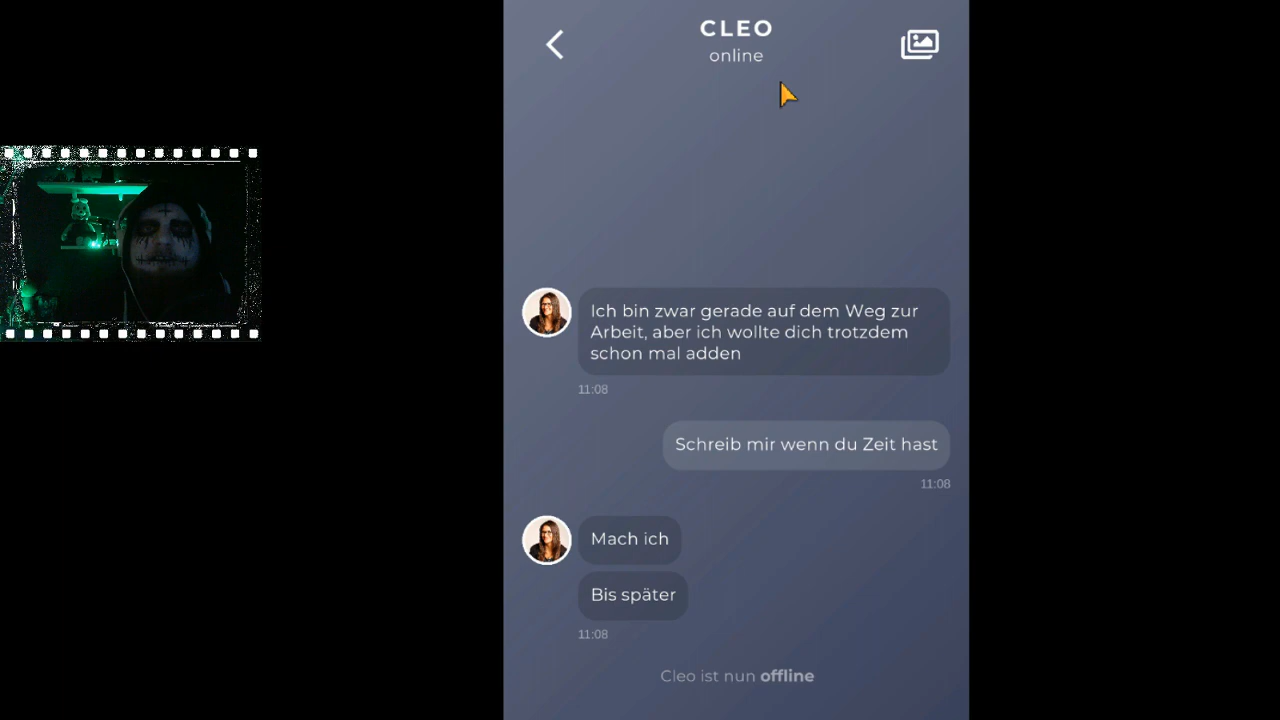 CLEO
online
Ich bin zwar gerade auf dem Weg zur
Arbeit, aber ich wollte dich trotzdem
schon mal adden
11:08
Schreib mir wenn du Zeit hast
11:08
Mach ich
Bis später
11:08
Cleo ist nun offline